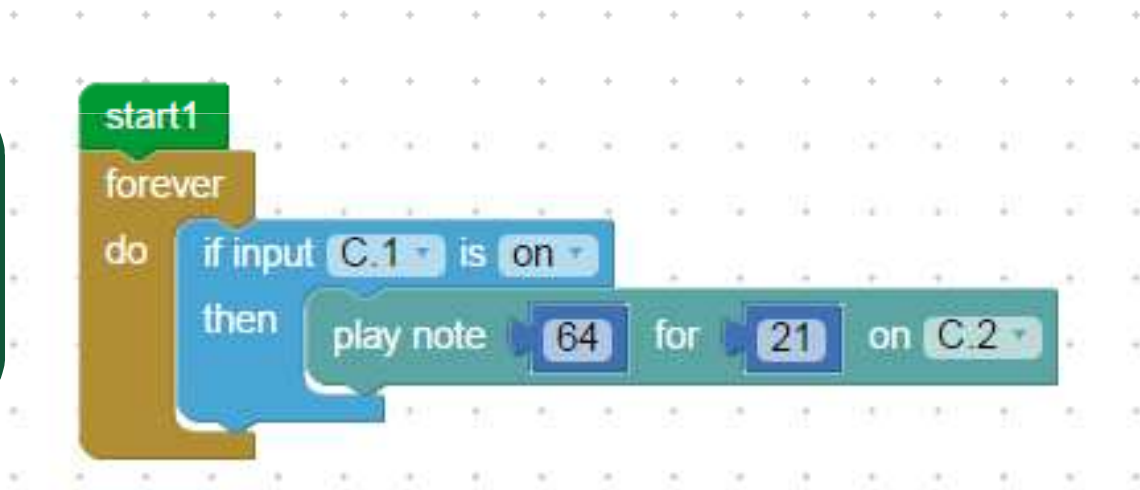 start1
forever
do if input C.1 is on
then play note 64 for 21 on C.2